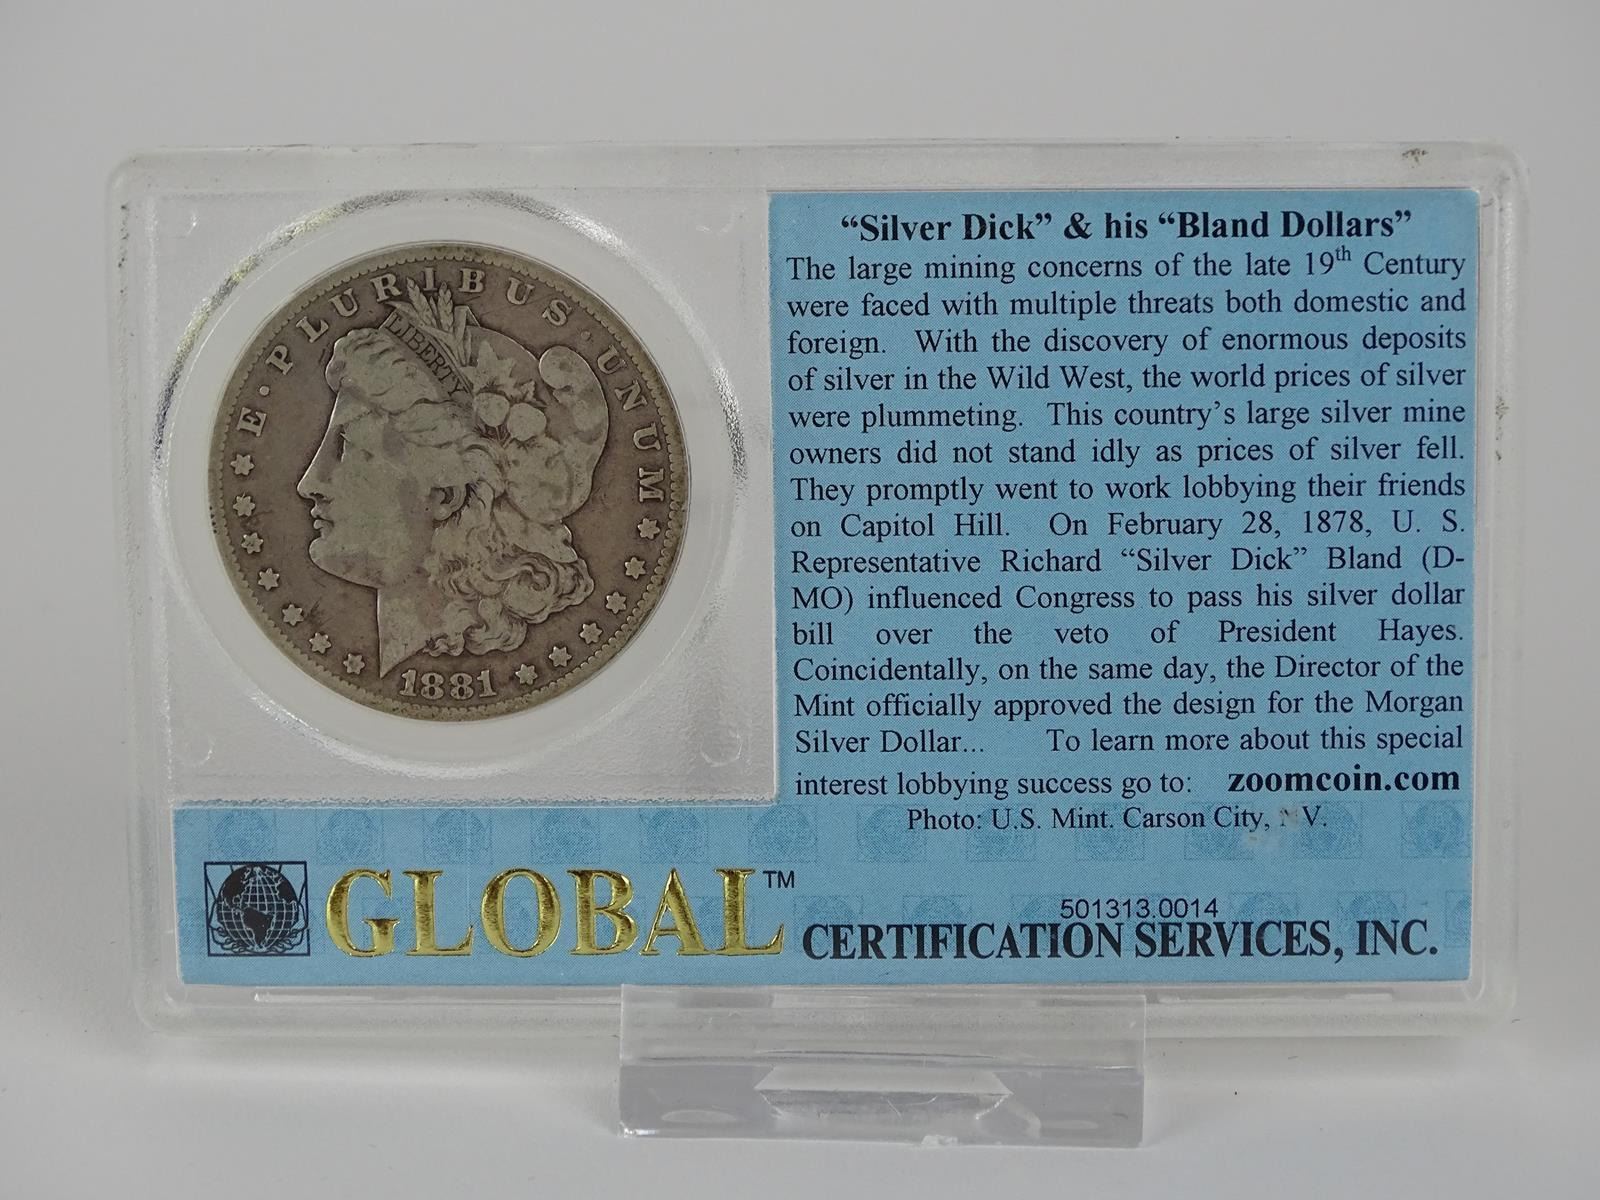 E · PLURIBUS · UNUM
LIBERTY
1881
“Silver Dick” & his “Bland Dollars”
The large mining concerns of the late 19th Century
were faced with multiple threats both domestic and
foreign. With the discovery of enormous deposits
of silver in the Wild West, the world prices of silver
were plummeting. This country’s large silver mine
owners did not stand idly as prices of silver fell.
They promptly went to work lobbying their friends
on Capitol Hill. On February 28, 1878, U. S.
Representative Richard “Silver Dick” Bland (D-
MO) influenced Congress to pass his silver dollar
bill over the veto of President Hayes.
Coincidentally, on the same day, the Director of the
Mint officially approved the design for the Morgan
Silver Dollar... To learn more about this special
interest lobbying success go to: zoomcoin.com
Photo: U.S. Mint. Carson City, NV.
GLOBAL™
501313.0014
CERTIFICATION SERVICES, INC.